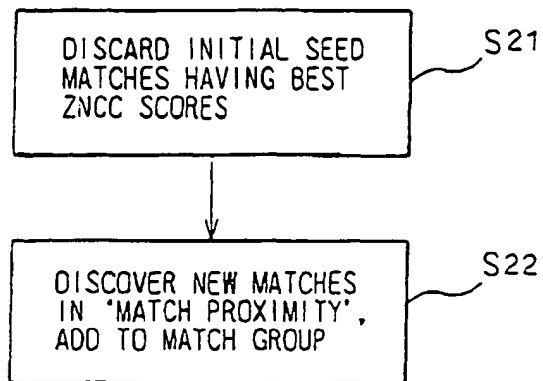 DISCARD INITIAL SEED
MATCHES HAVING BEST
ZNCC SCORES
S21
DISCOVER NEW MATCHES
IN 'MATCH PROXIMITY',
ADD TO MATCH GROUP
S22